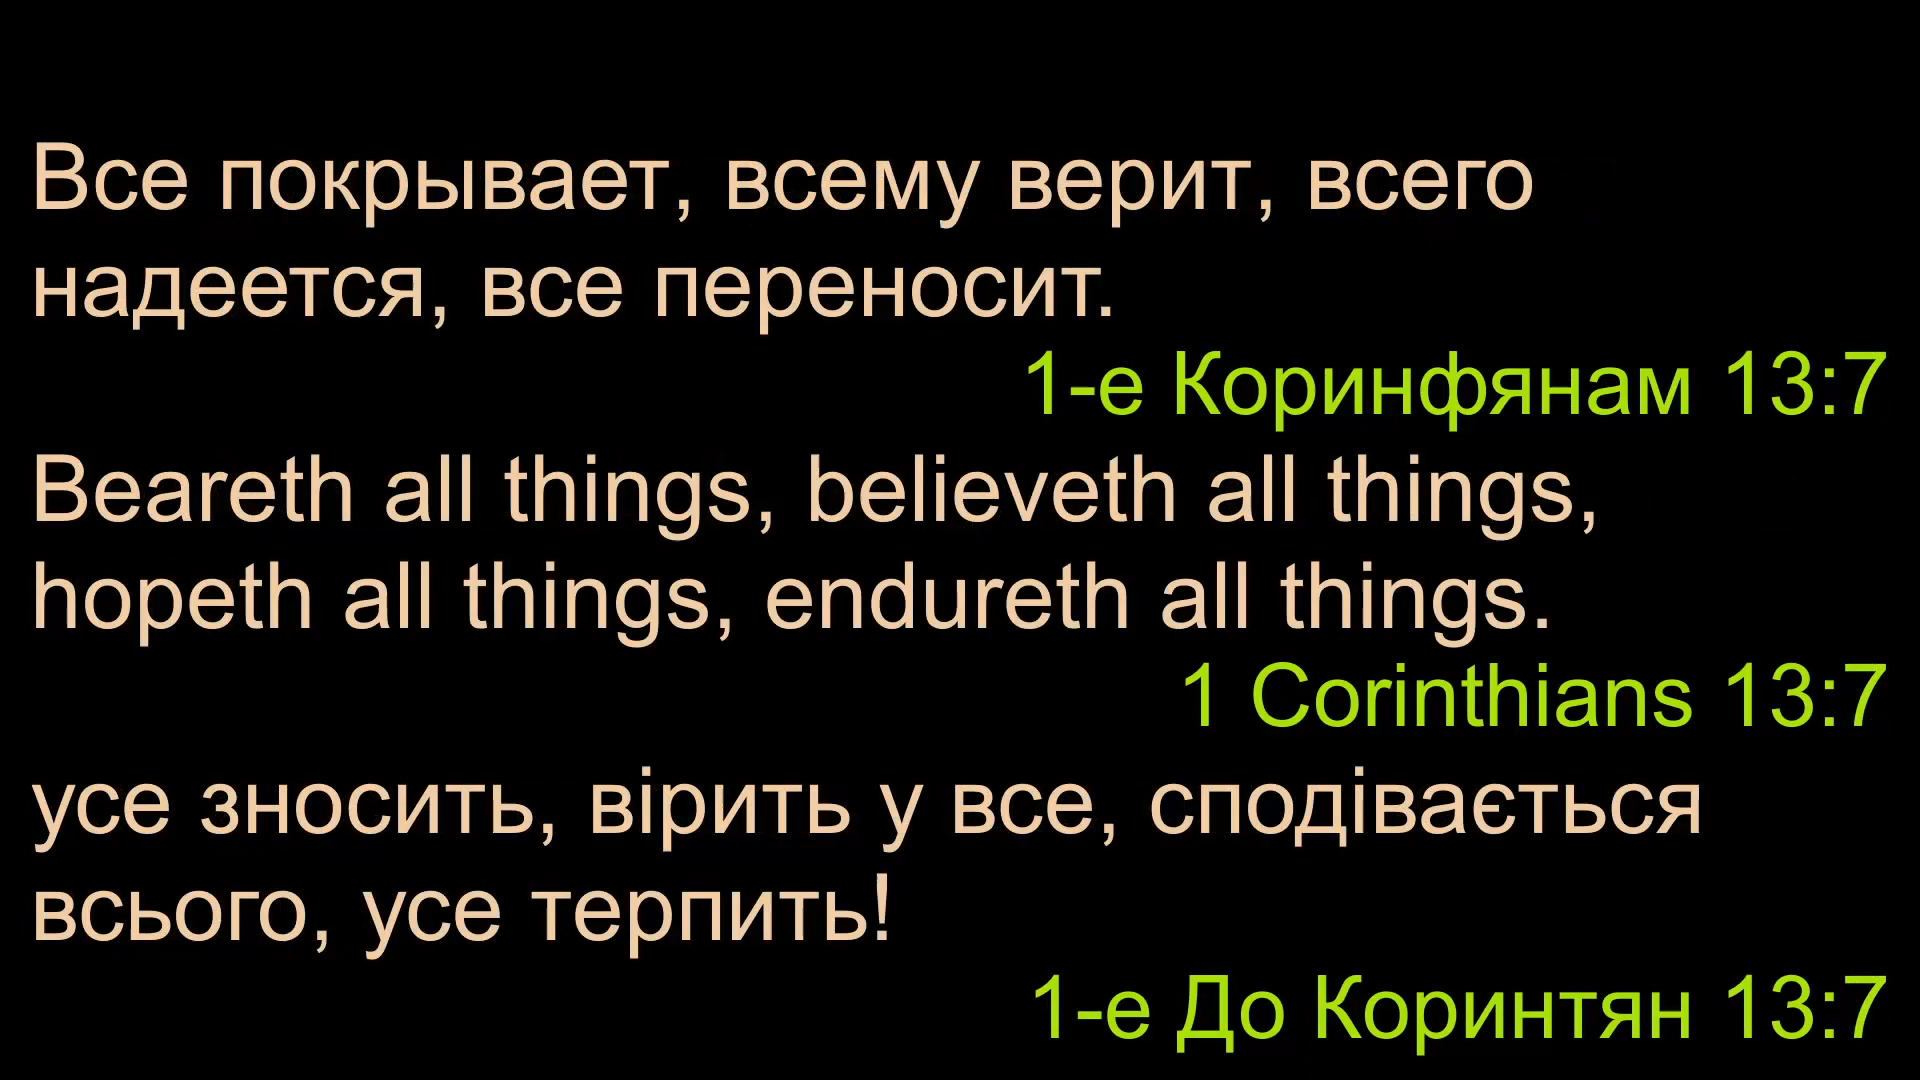 Все покрывает, всему верит, всего
надеется, все переносит.
1-е Коринфянам 13:7
Beareth all things, believeth all things,
hopeth all things, endureth all things.
1 Corinthians 13:7
усе зносить, вірить у все, сподівається
всього, усе терпить!
1-е До Коринтян 13:7